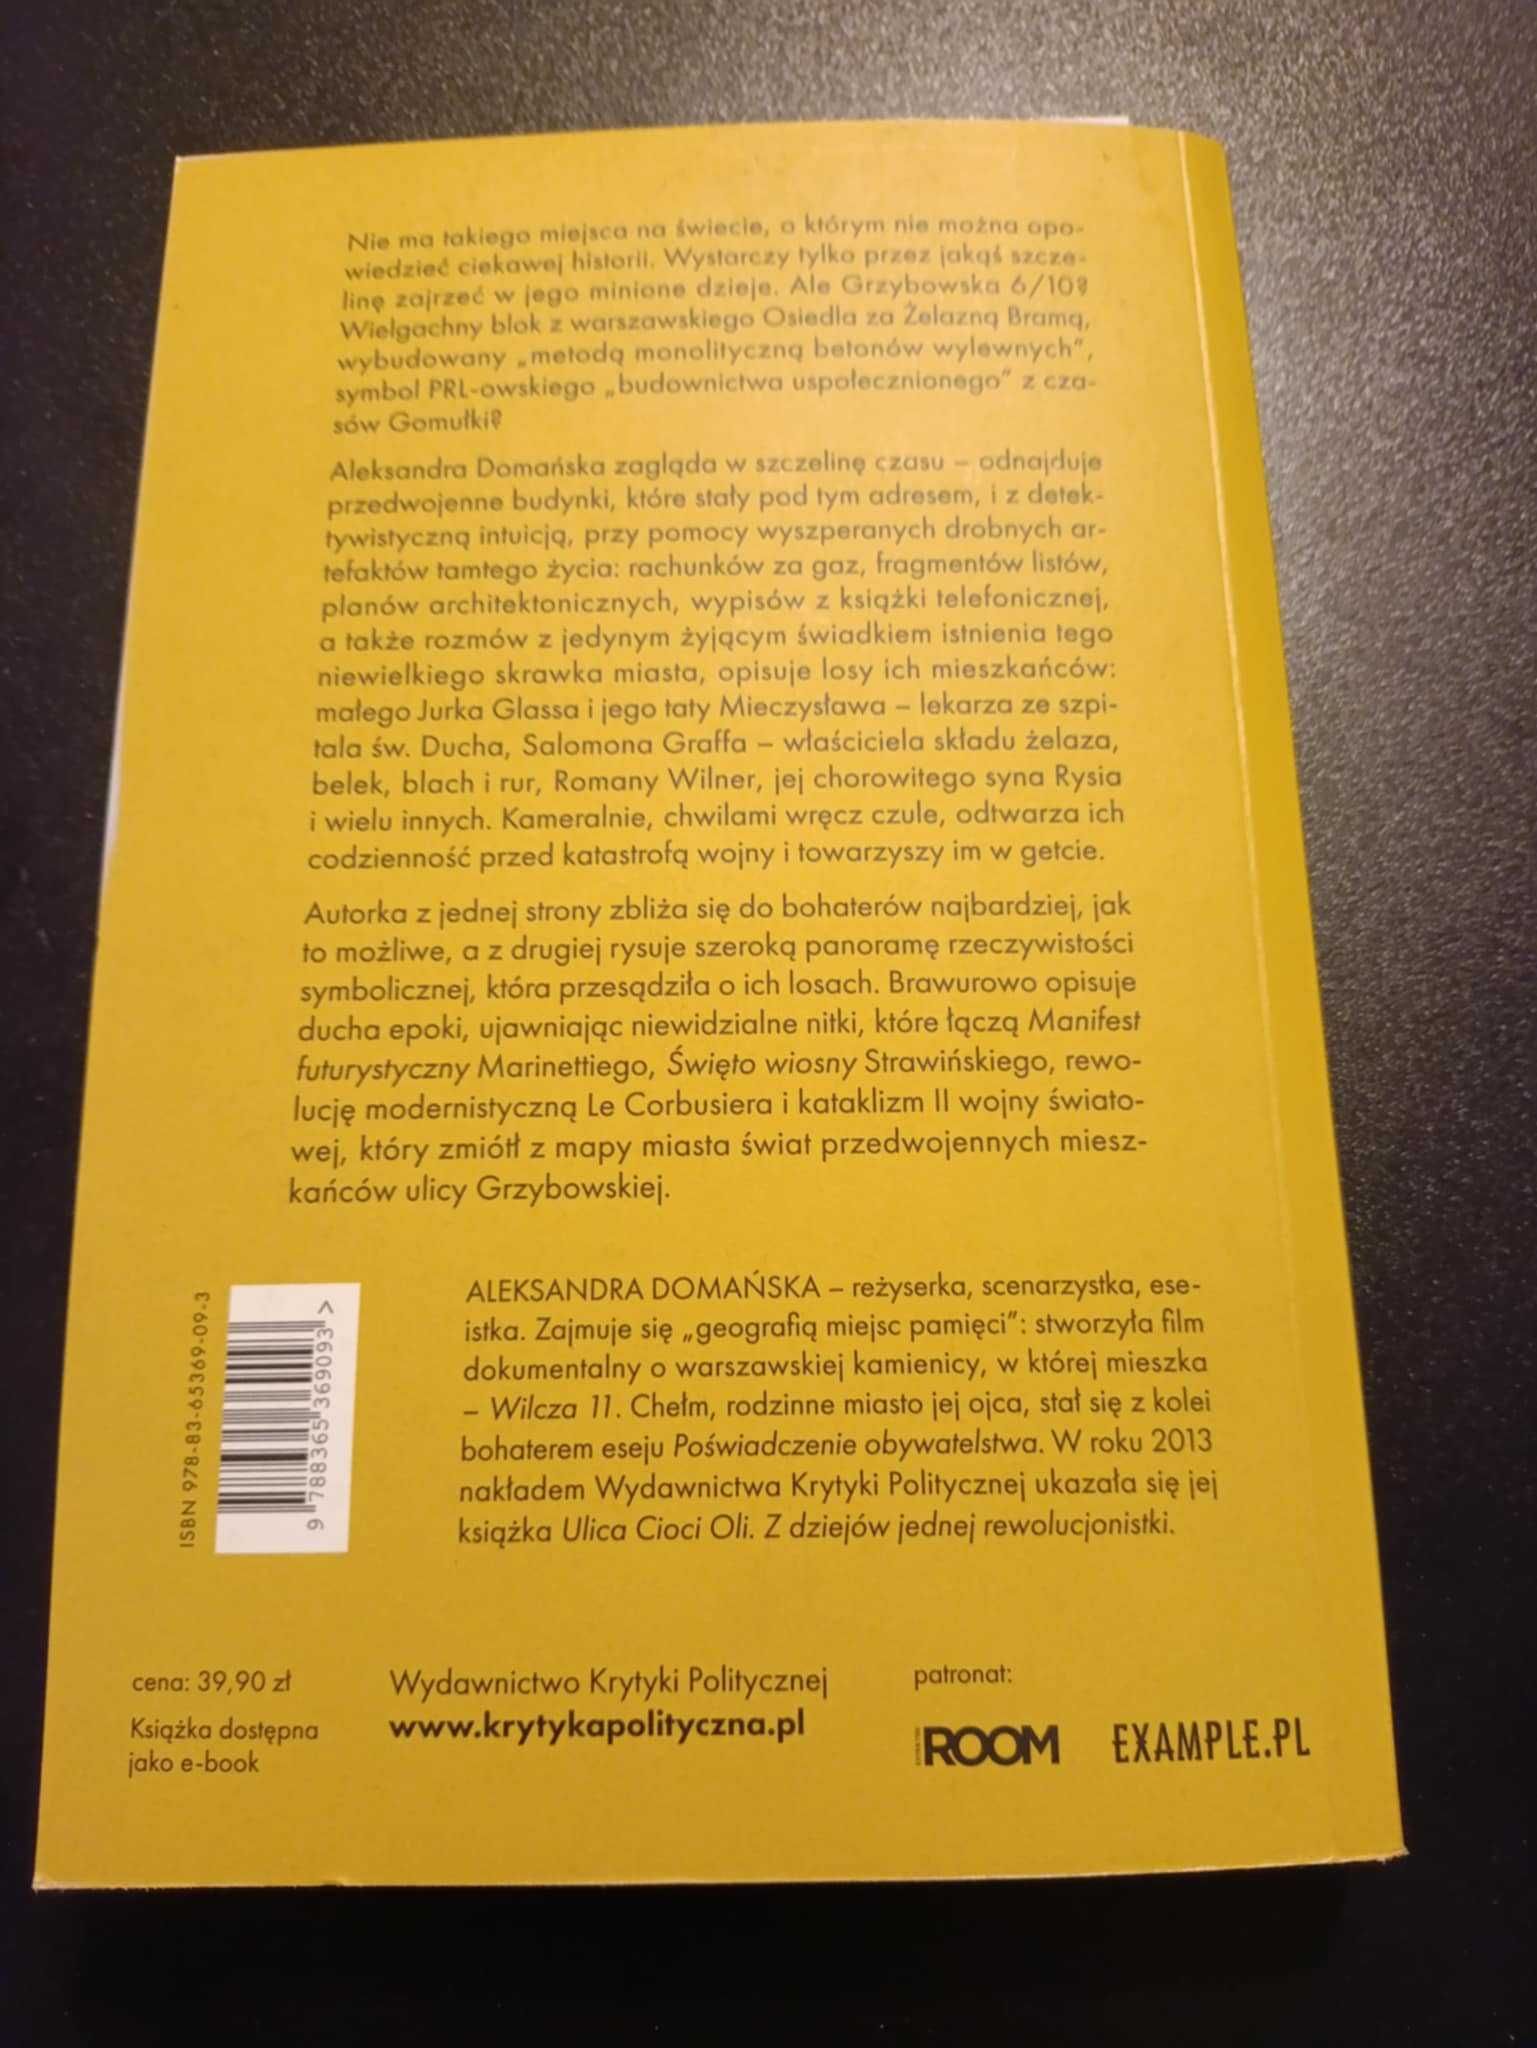 Nie ma takiego miejsca na świecie, o którym nie można opo-
wiedzieć ciekawej historii. Wystarczy tylko przez jakąś szcze-
linę zajrzeć w jego minione dzieje. Ale Grzybowska 6/10?
Wielgachny blok z warszawskiego Osiedla za Żelazną Bramą,
wybudowany „metodą monolityczną betonów wylewnych",
symbol PRL-owskiego „budownictwa uspołecznionego" z cza-
sów Gomułki?
Aleksandra Domańska zagląda w szczelinę czasu – odnajduje
przedwojenne budynki, które stały pod tym adresem, i z detek-
tywistyczną intuicją, przy pomocy wyszperanych drobnych ar-
tefaktów tamtego życia: rachunków za gaz, fragmentów listów,
planów architektonicznych, wypisów z książki telefonicznej,
a także rozmów z jedynym żyjącym świadkiem istnienia tego
niewielkiego skrawka miasta, opisuje losy ich mieszkańców:
małego Jurka Glassa i jego taty Mieczysława – lekarza ze szpi-
tala św. Ducha, Salomona Graffa – właściciela składu żelaza,
belek, blach i rur, Romany Wilner, jej chorowitego syna Rysia
i wielu innych. Kameralnie, chwilami wręcz czule, odtwarza ich
codzienność przed katastrofą wojny i towarzyszy im w getcie.
Autorka z jednej strony zbliża się do bohaterów najbardziej, jak
to możliwe, a z drugiej rysuje szeroką panoramę rzeczywistości
symbolicznej, która przesądziła o ich losach. Brawurowo opisuje
ducha epoki, ujawniając niewidzialne nitki, które łączą Manifest
futurystyczny Marinettiego, Święto wiosny Strawińskiego, rewo-
lucję modernistyczną Le Corbusiera i kataklizm II wojny świato-
wej, który zmiótł z mapy miasta świat przedwojennych miesz-
kańców ulicy Grzybowskiej.
ALEKSANDRA DOMAŃSKA – reżyserka, scenarzystka, ese-
istka. Zajmuje się „geografią miejsc pamięci": stworzyła film
dokumentalny o warszawskiej kamienicy, w której mieszka
– Wilcza 11. Chełm, rodzinne miasto jej ojca, stał się z kolei
bohaterem eseju Poświadczenie obywatelstwa. W roku 2013
nakładem Wydawnictwa Krytyki Politycznej ukazała się jej
książka Ulica Cioci Oli. Z dziejów jednej rewolucjonistki.
ISBN 978-83-65369-09-3
9 788365 369093 >
cena: 39,90 zł
Książka dostępna
jako e-book
Wydawnictwo Krytyki Politycznej
www.krytykapolityczna.pl
patronat:
ROOM
EXAMPLE.PL